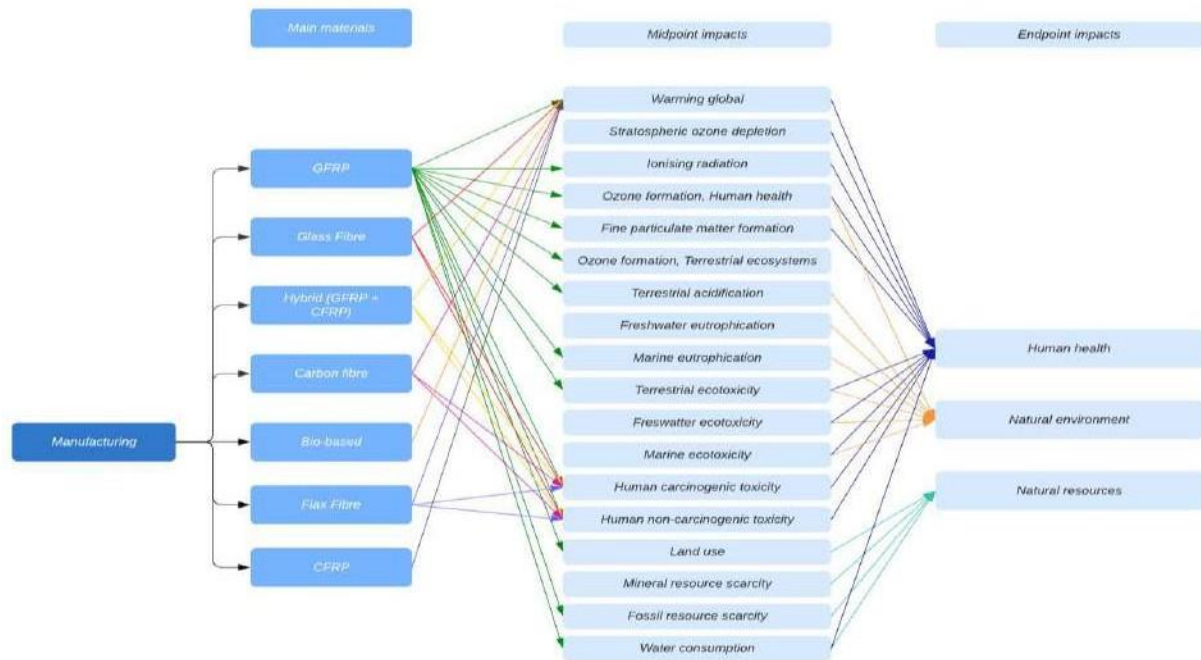 Main materials
Midpoint impacts
Endpoint impacts
Warming global
Stratospheric ozone depletion
GFRP
Ionising radiation
Ozone formation, Human health
Glass Fibre
Fine particulate matter formation
Ozone formation, Terrestrial ecosystems
Hybrid (GFRP +
CFRP)
Terrestrial acidification
Freshwater eutrophication
Human health
Marine eutrophication
Carbon fibre
Terrestrial ecotoxicity
Freswatter ecotoxicity
Natural environment
Manufacturing
Bio-based
Marine ecotoxicity
Human carcinogenic toxicity
Natural resources
Flax Fibre
Human non-carcinogenic toxicity
Land use
CFRP
Mineral resource scarcity
Fossil resource scarcity
Water consumption